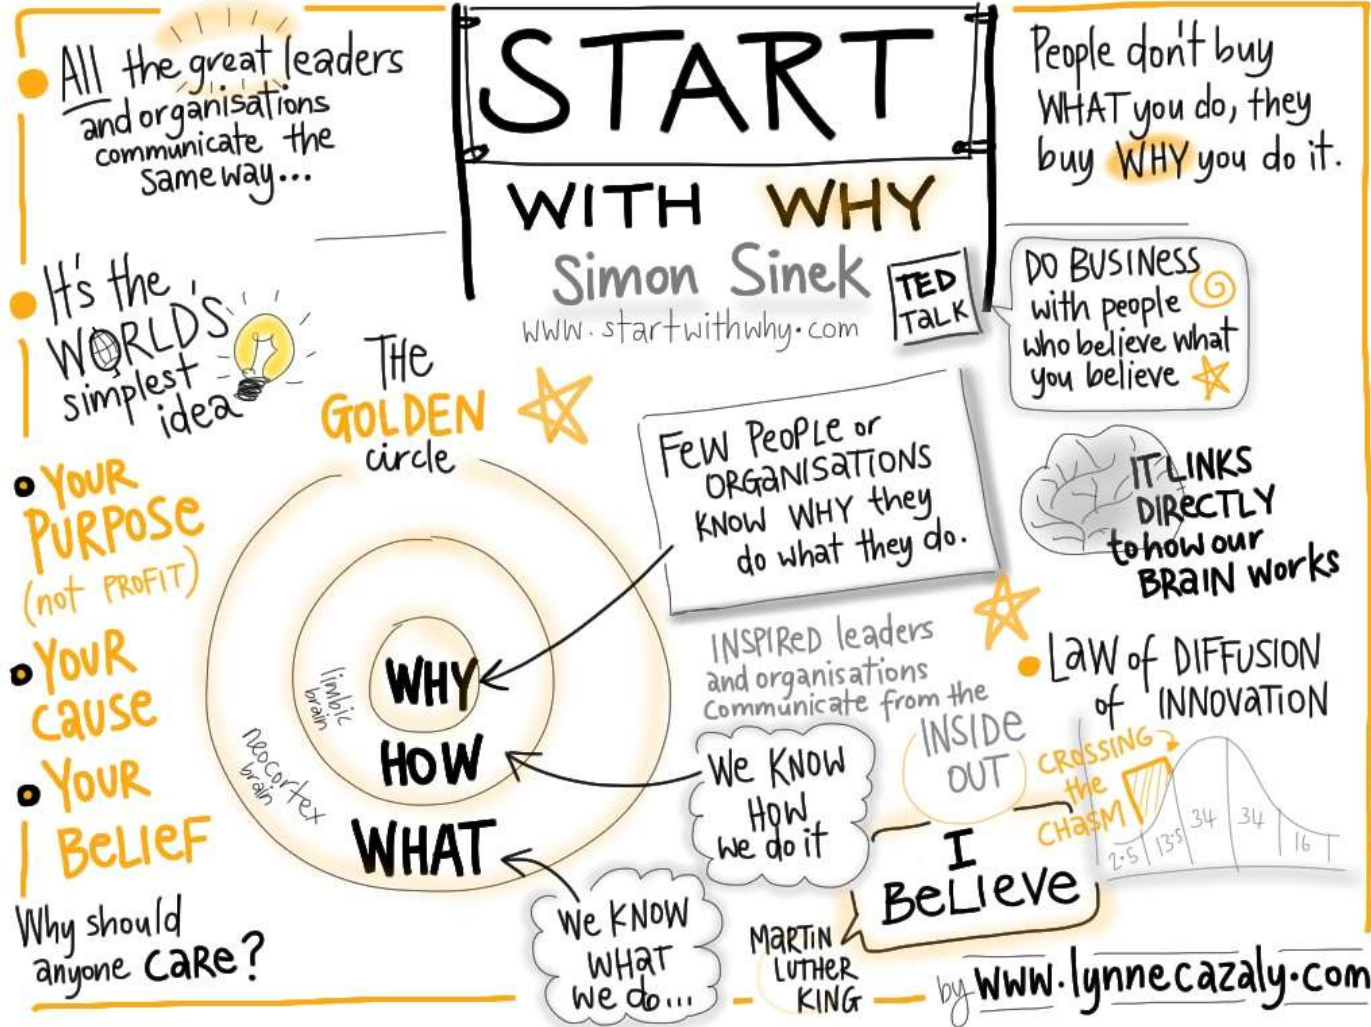 All the great leaders
and organisations
communicate the
same way...
START
WITH WHY
Simon Sinek
www.startwithwhy.com
TED
TALK
People don't buy
WHAT you do, they
buy WHY you do it.
DO BUSINESS
with people
who believe what
you believe
It's the
WORLD'S
simplest
idea
THE
GOLDEN
circle
FEW PEOPLE or
ORGANISATIONS
KNOW WHY they
do what they do.
IT LINKS
DIRECTLY
to how our
BRAIN works
YOUR
PURPOSE
(not PROFIT)
YOUR
CAUSE
YOUR
BELIEF
Why should
anyone CARE?
WHY
limbic
brain
HOW
neocortex
brain
WHAT
INSPIRED leaders
and organisations
communicate from the
INSIDE
OUT
We KNOW
HOW
we do it
We KNOW
WHAT
we do...
LAW of DIFFUSION
of INNOVATION
CROSSING
the
CHASM
2.5 13.5 34 34 16
I
BELIEVE
MARTIN
LUTHER
KING
by www.lynnecazaly.com